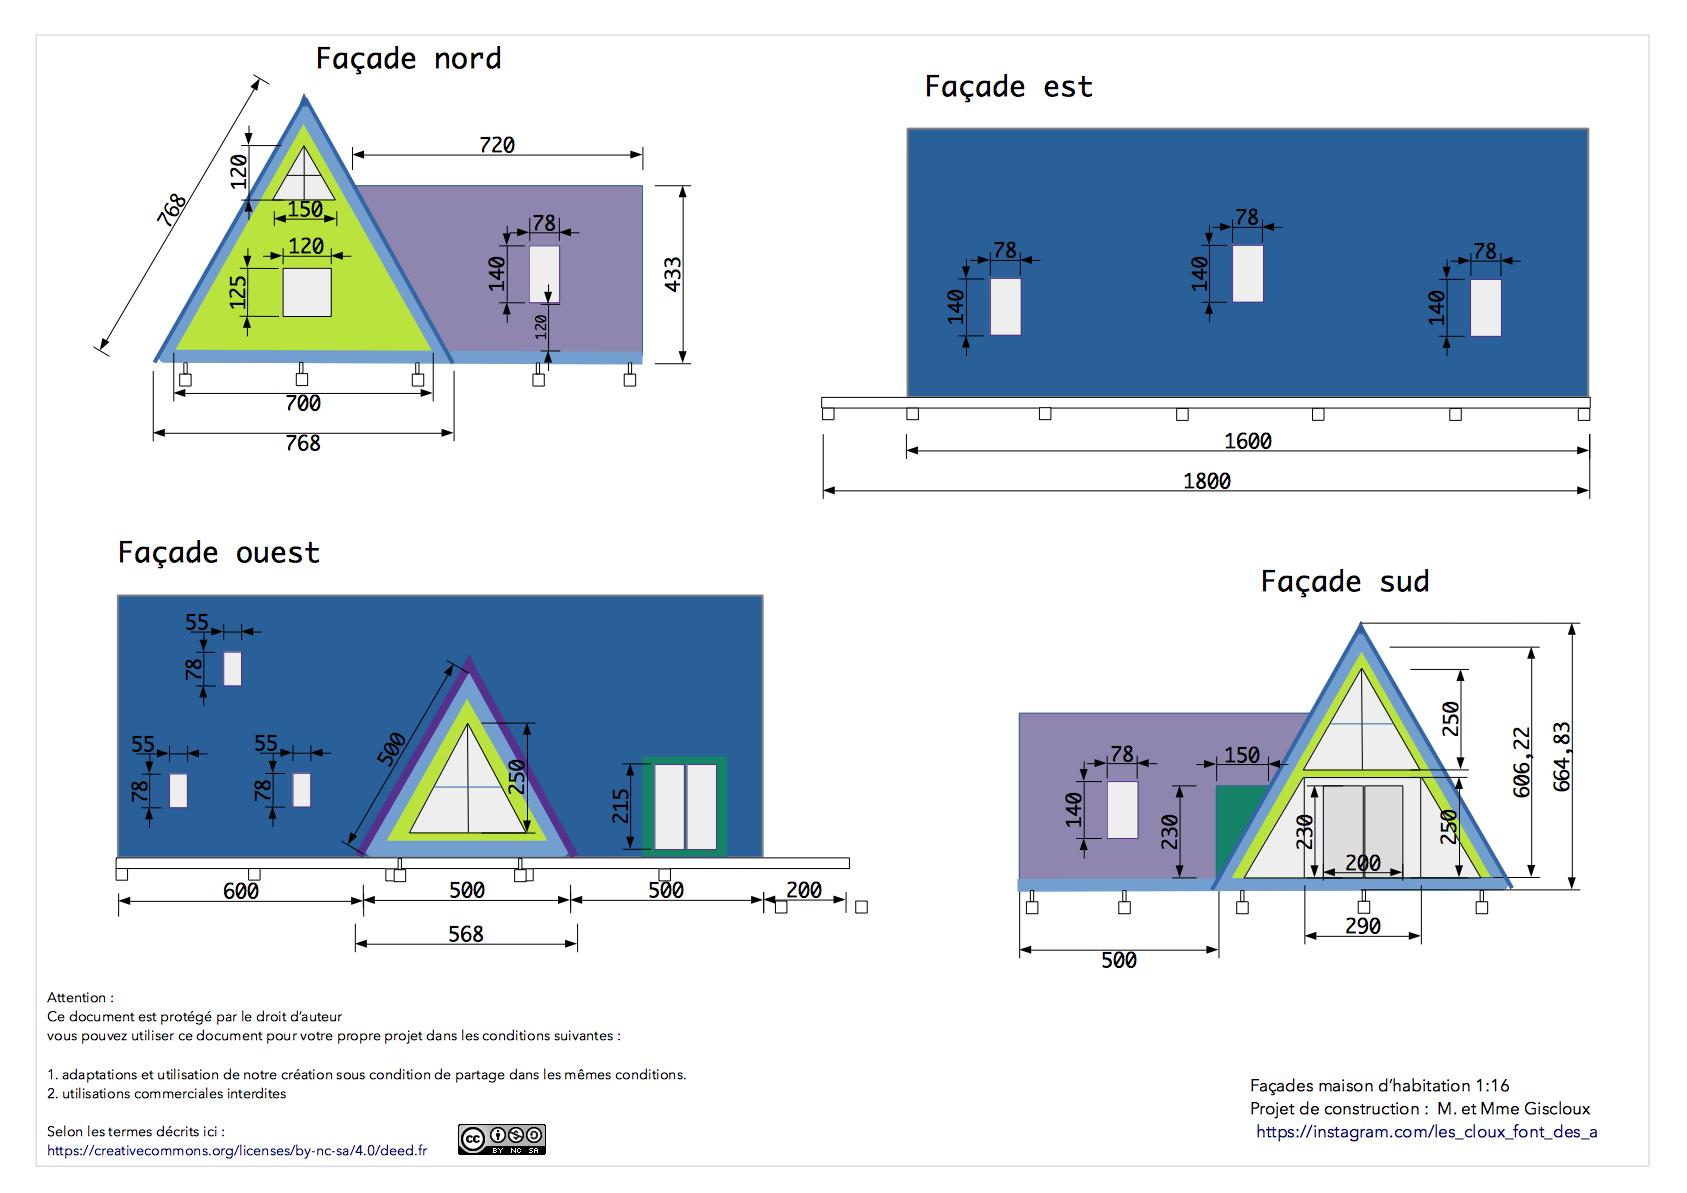 Façade nord
768
120
150
120
125
720
78
140
120
433
700
768
Façade est
78
140
78
140
78
140
1600
1800
Façade ouest
55
78
55
78
55
78
500
250
215
600
500
500
200
568
Façade sud
78
140
150
230
230
200
250
250
606,22
664,83
290
500
Attention :
Ce document est protégé par le droit d’auteur
vous pouvez utiliser ce document pour votre propre projet dans les conditions suivantes :
1. adaptations et utilisation de notre création sous condition de partage dans les mêmes conditions.
2. utilisations commerciales interdites
Selon les termes décrits ici :
https://creativecommons.org/licenses/by-nc-sa/4.0/deed.fr
cc
BY NC SA
Façades maison d’habitation 1:16
Projet de construction : M. et Mme Giscloux
https://instagram.com/les_cloux_font_des_a